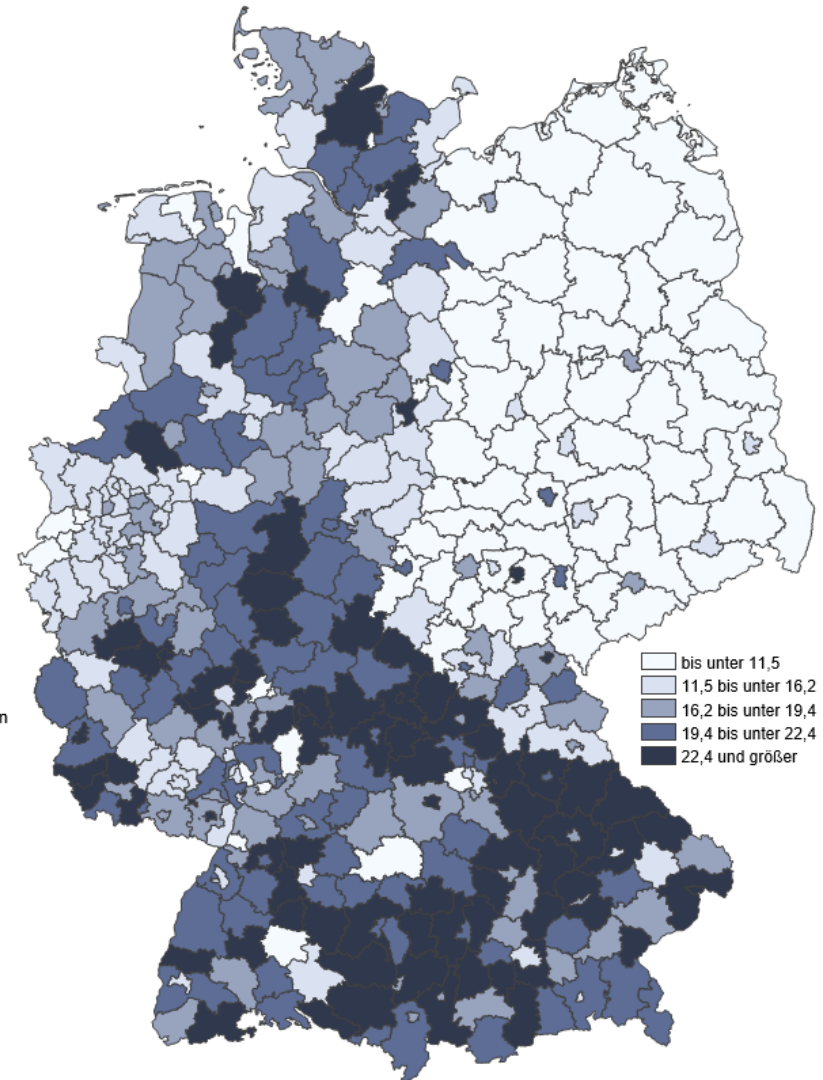 bis unter 11,5
11,5 bis unter 16,2
16,2 bis unter 19,4
n
19,4 bis unter 22,4
22,4 und größer